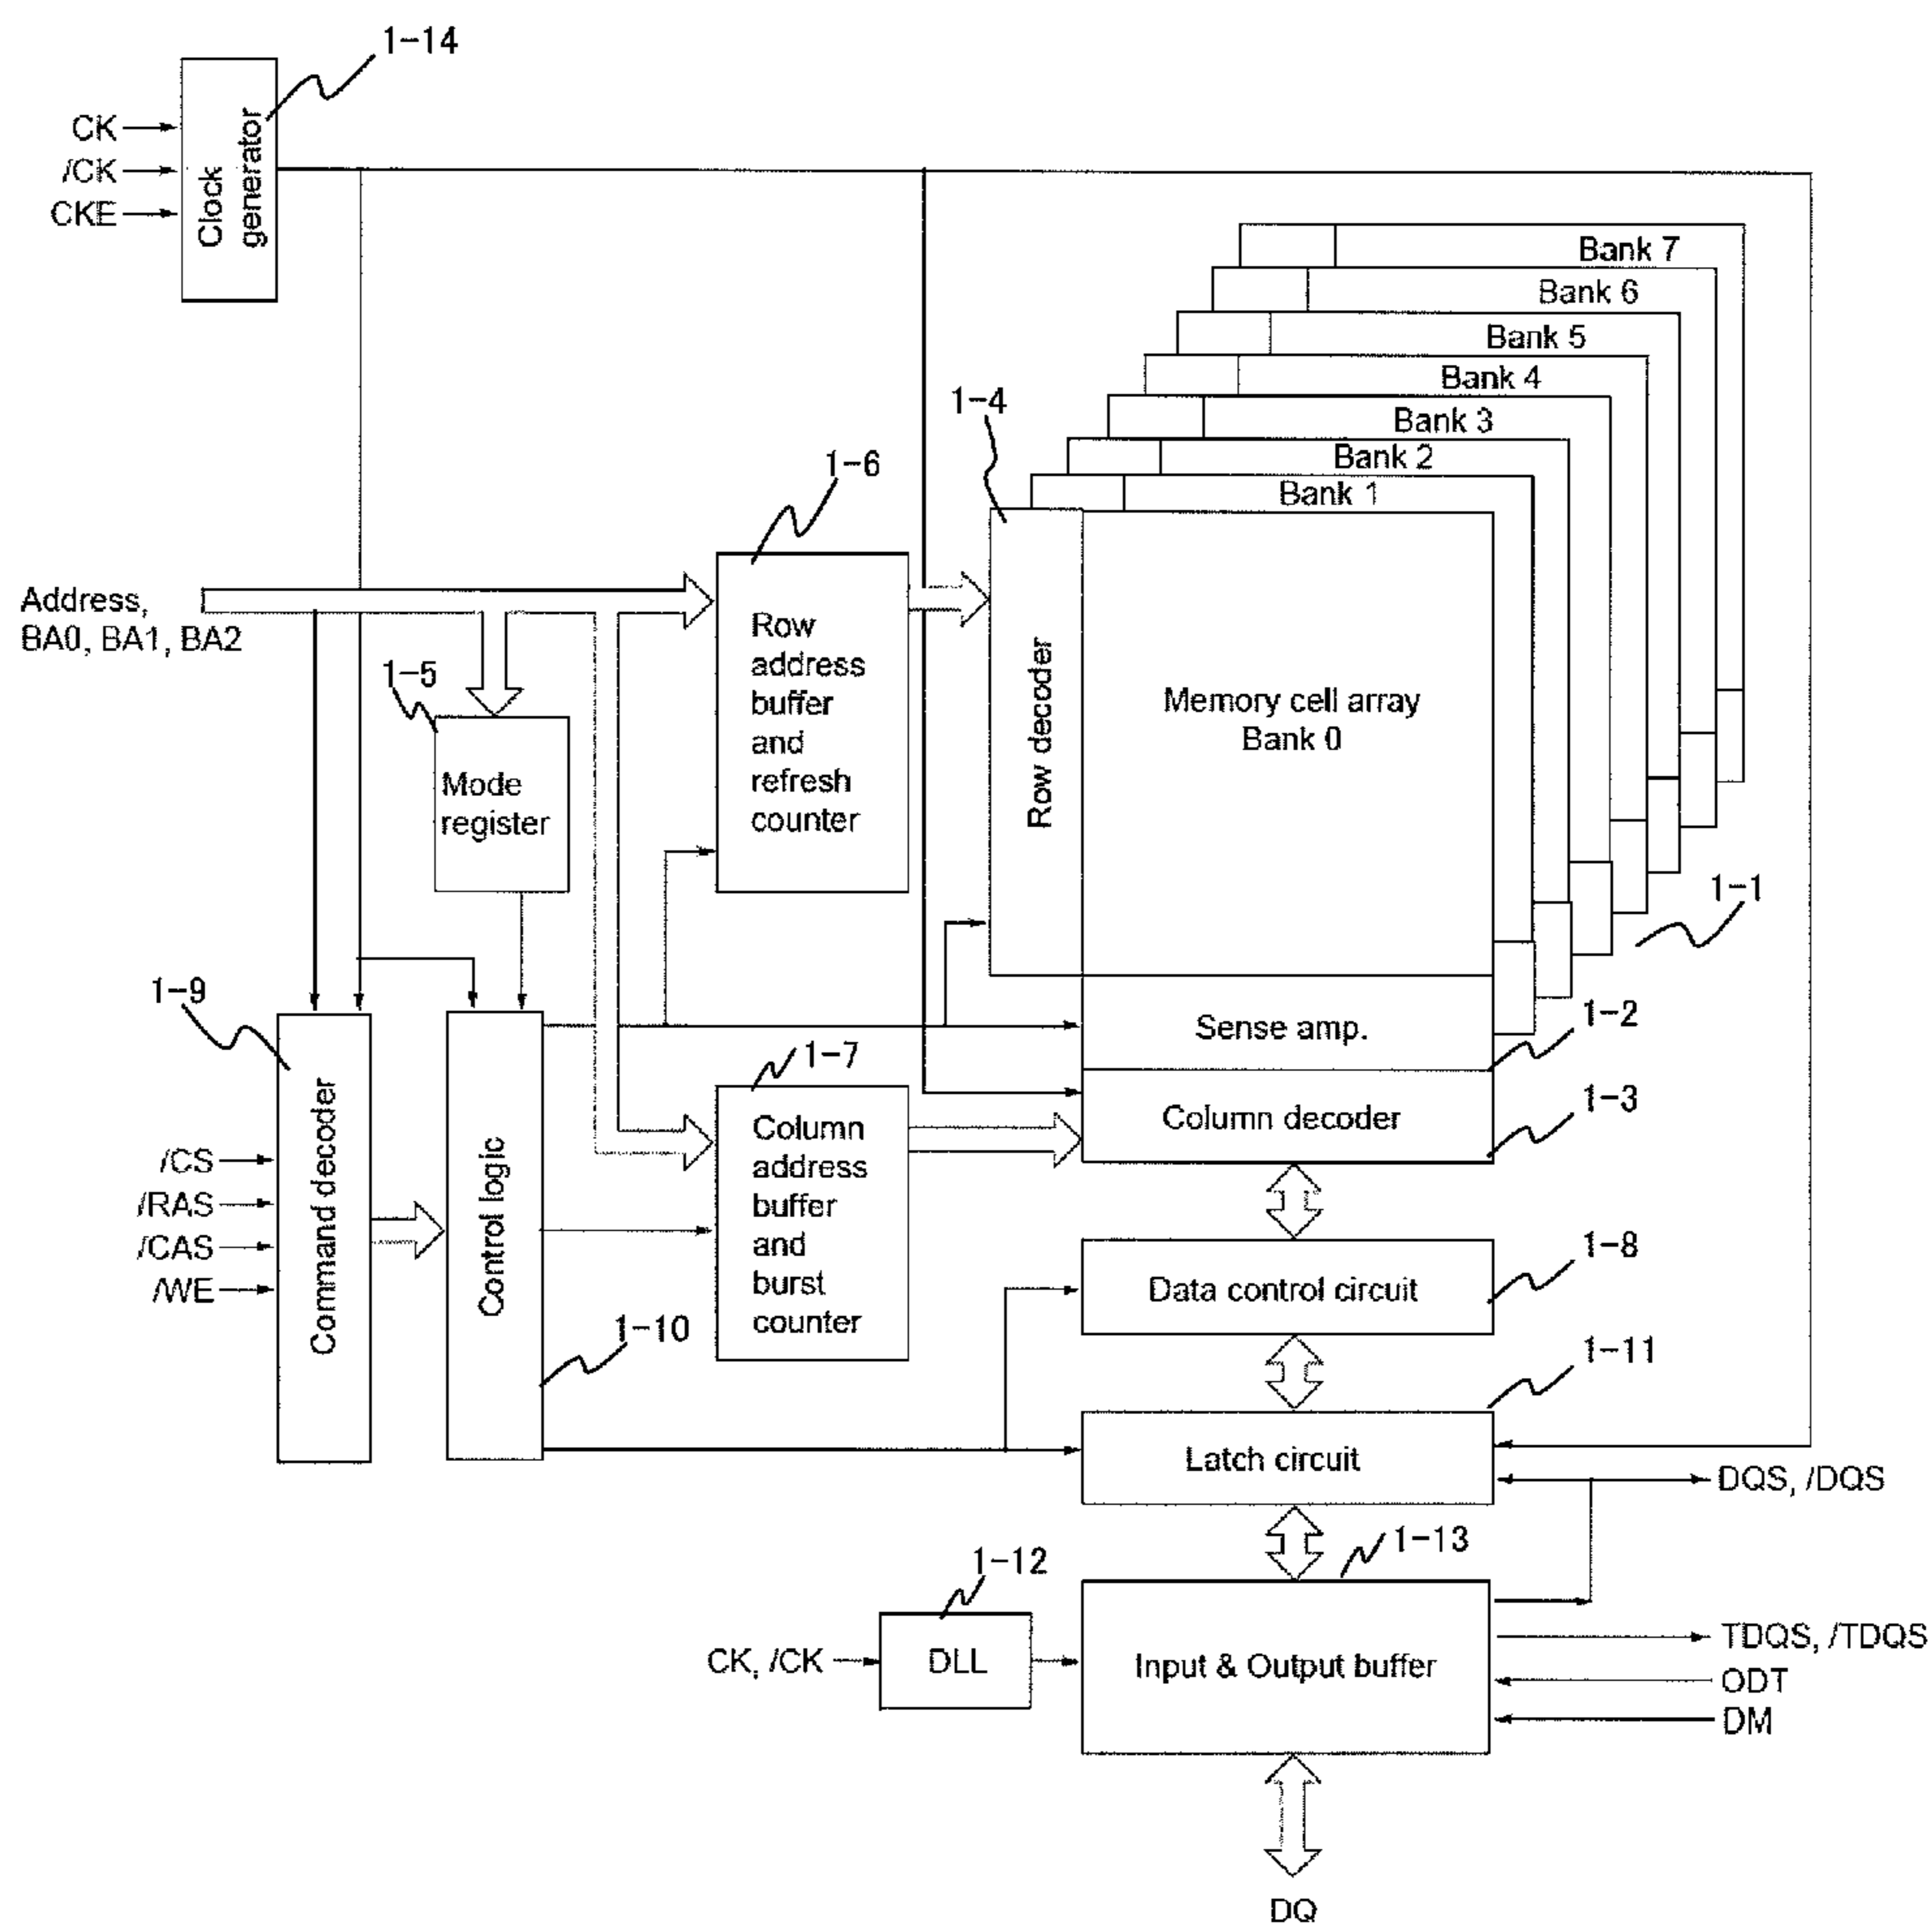 1-14
CK
/CK
CKE
Clock
generator
Bank 7
Bank 6
Bank 5
Bank 4
Bank 3
Bank 2
Bank 1
1-4
1-6
Address,
BA0, BA1, BA2
1-5
Mode
register
Row
address
buffer
and
refresh
counter
Row decoder
Memory cell array
Bank 0
1-1
1-9
Command decoder
/CS
/RAS
/CAS
/WE
Control logic
1-10
1-7
Column
address
buffer
and
burst
counter
Sense amp.
1-2
Column decoder
1-3
Data control circuit
1-8
1-11
Latch circuit
DQS, /DQS
1-13
1-12
CK, /CK
DLL
Input & Output buffer
TDQS, /TDQS
ODT
DM
DQ